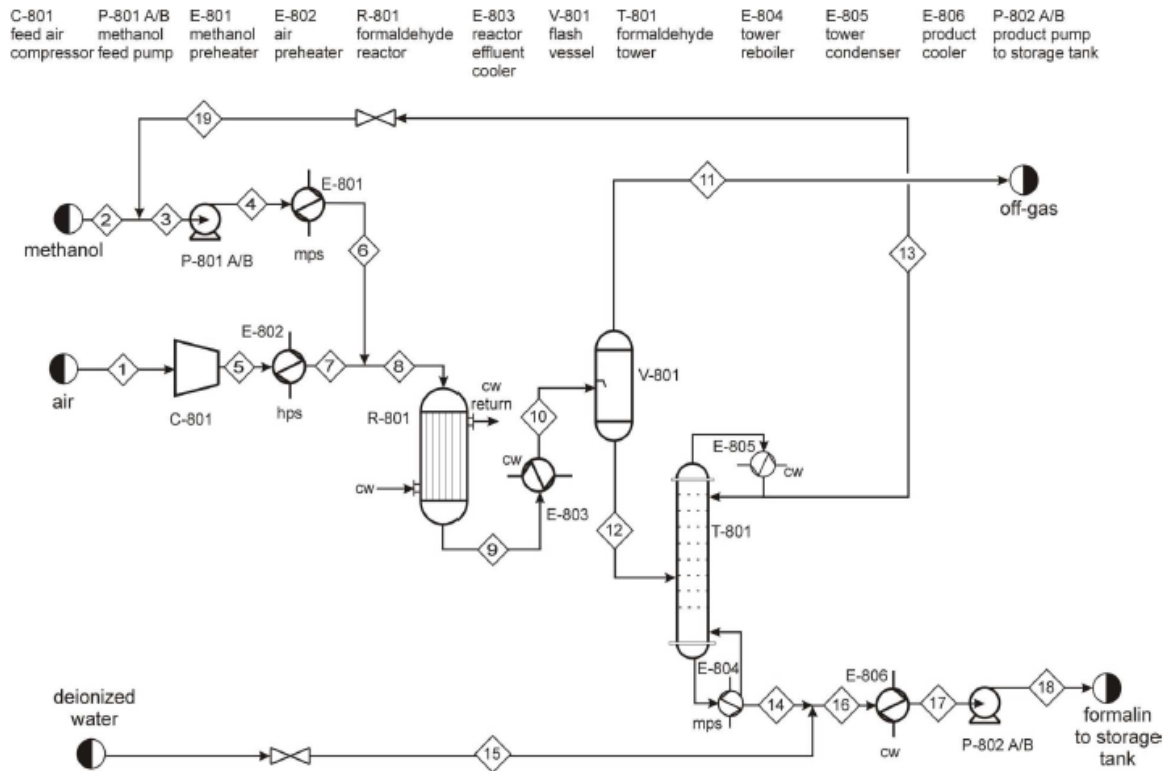 C-801 P-801 A/B E-801 E-802 R-801 E-803 V-801 T-801 E-804 E-805 E-806 P-802 A/B
feed air methanol methanol air formaldehyde reactor flash formaldehyde tower tower product product pump
compressor feed pump preheater preheater reactor effluent vessel tower reboiler condenser cooler to storage tank
cooler
19
11
E-801
off-gas
2
3
4
methanol
P-801 A/B
mps
6
13
E-802
1
5
7
8
air
C-801
hps
R-801
cw
return
10
V-801
cw
cw
E-803
E-805
cw
9
12
T-801
deionized
water
E-804
E-806
14
16
17
18
mps
cw
P-802 A/B
formalin
to storage
tank
15